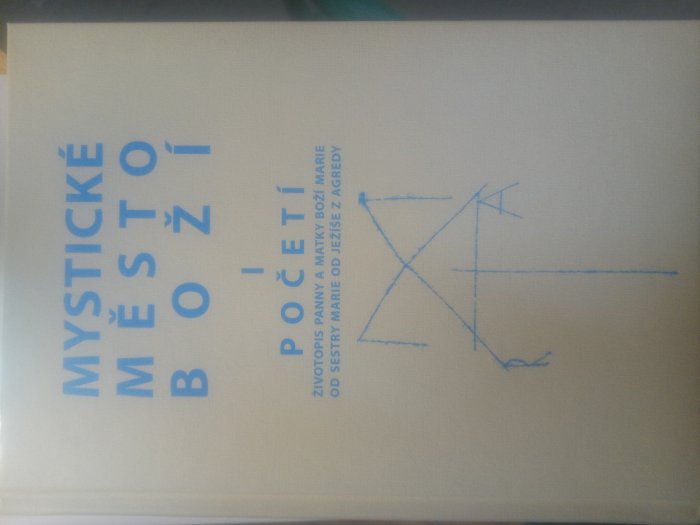 MYSTICKÉ
MĚSTO
BOŽÍ
I
POČETÍ
ŽIVOTOPIS PANNY A MATKY BOŽÍ MARIE
OD SESTRY MARIE OD JEŽÍŠE Z AGREDY
A
R